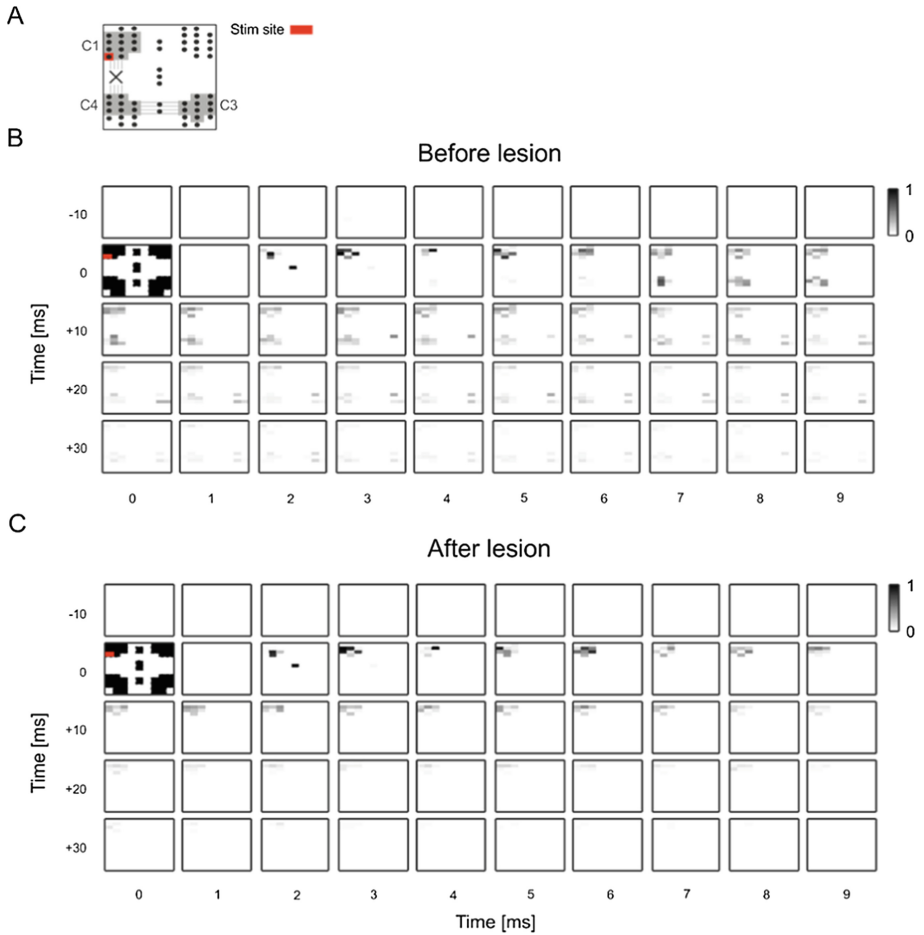 A
C1
Stim site
C4
C3
B
Before lesion
-10
1
0
0
Time [ms]
+10
+20
+30
0 1 2 3 4 5 6 7 8 9
C
After lesion
-10
1
0
0
Time [ms]
+10
+20
+30
0 1 2 3 4 5 6 7 8 9
Time [ms]